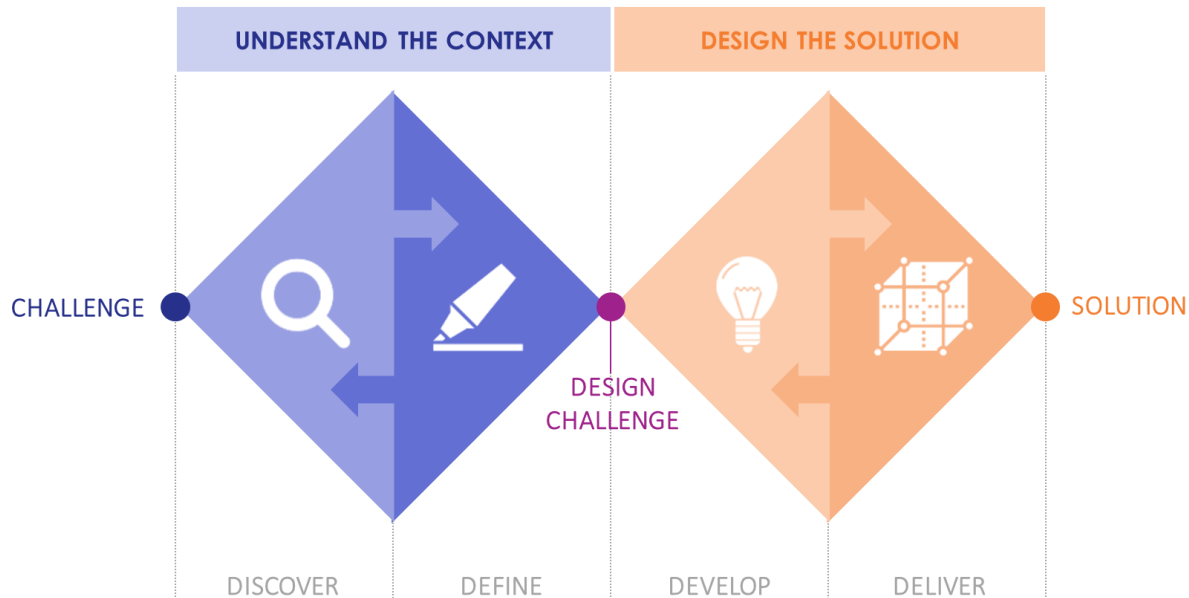 UNDERSTAND THE CONTEXT
DESIGN THE SOLUTION
CHALLENGE
SOLUTION
DESIGN
CHALLENGE
DISCOVER
DEFINE
DEVELOP
DELIVER